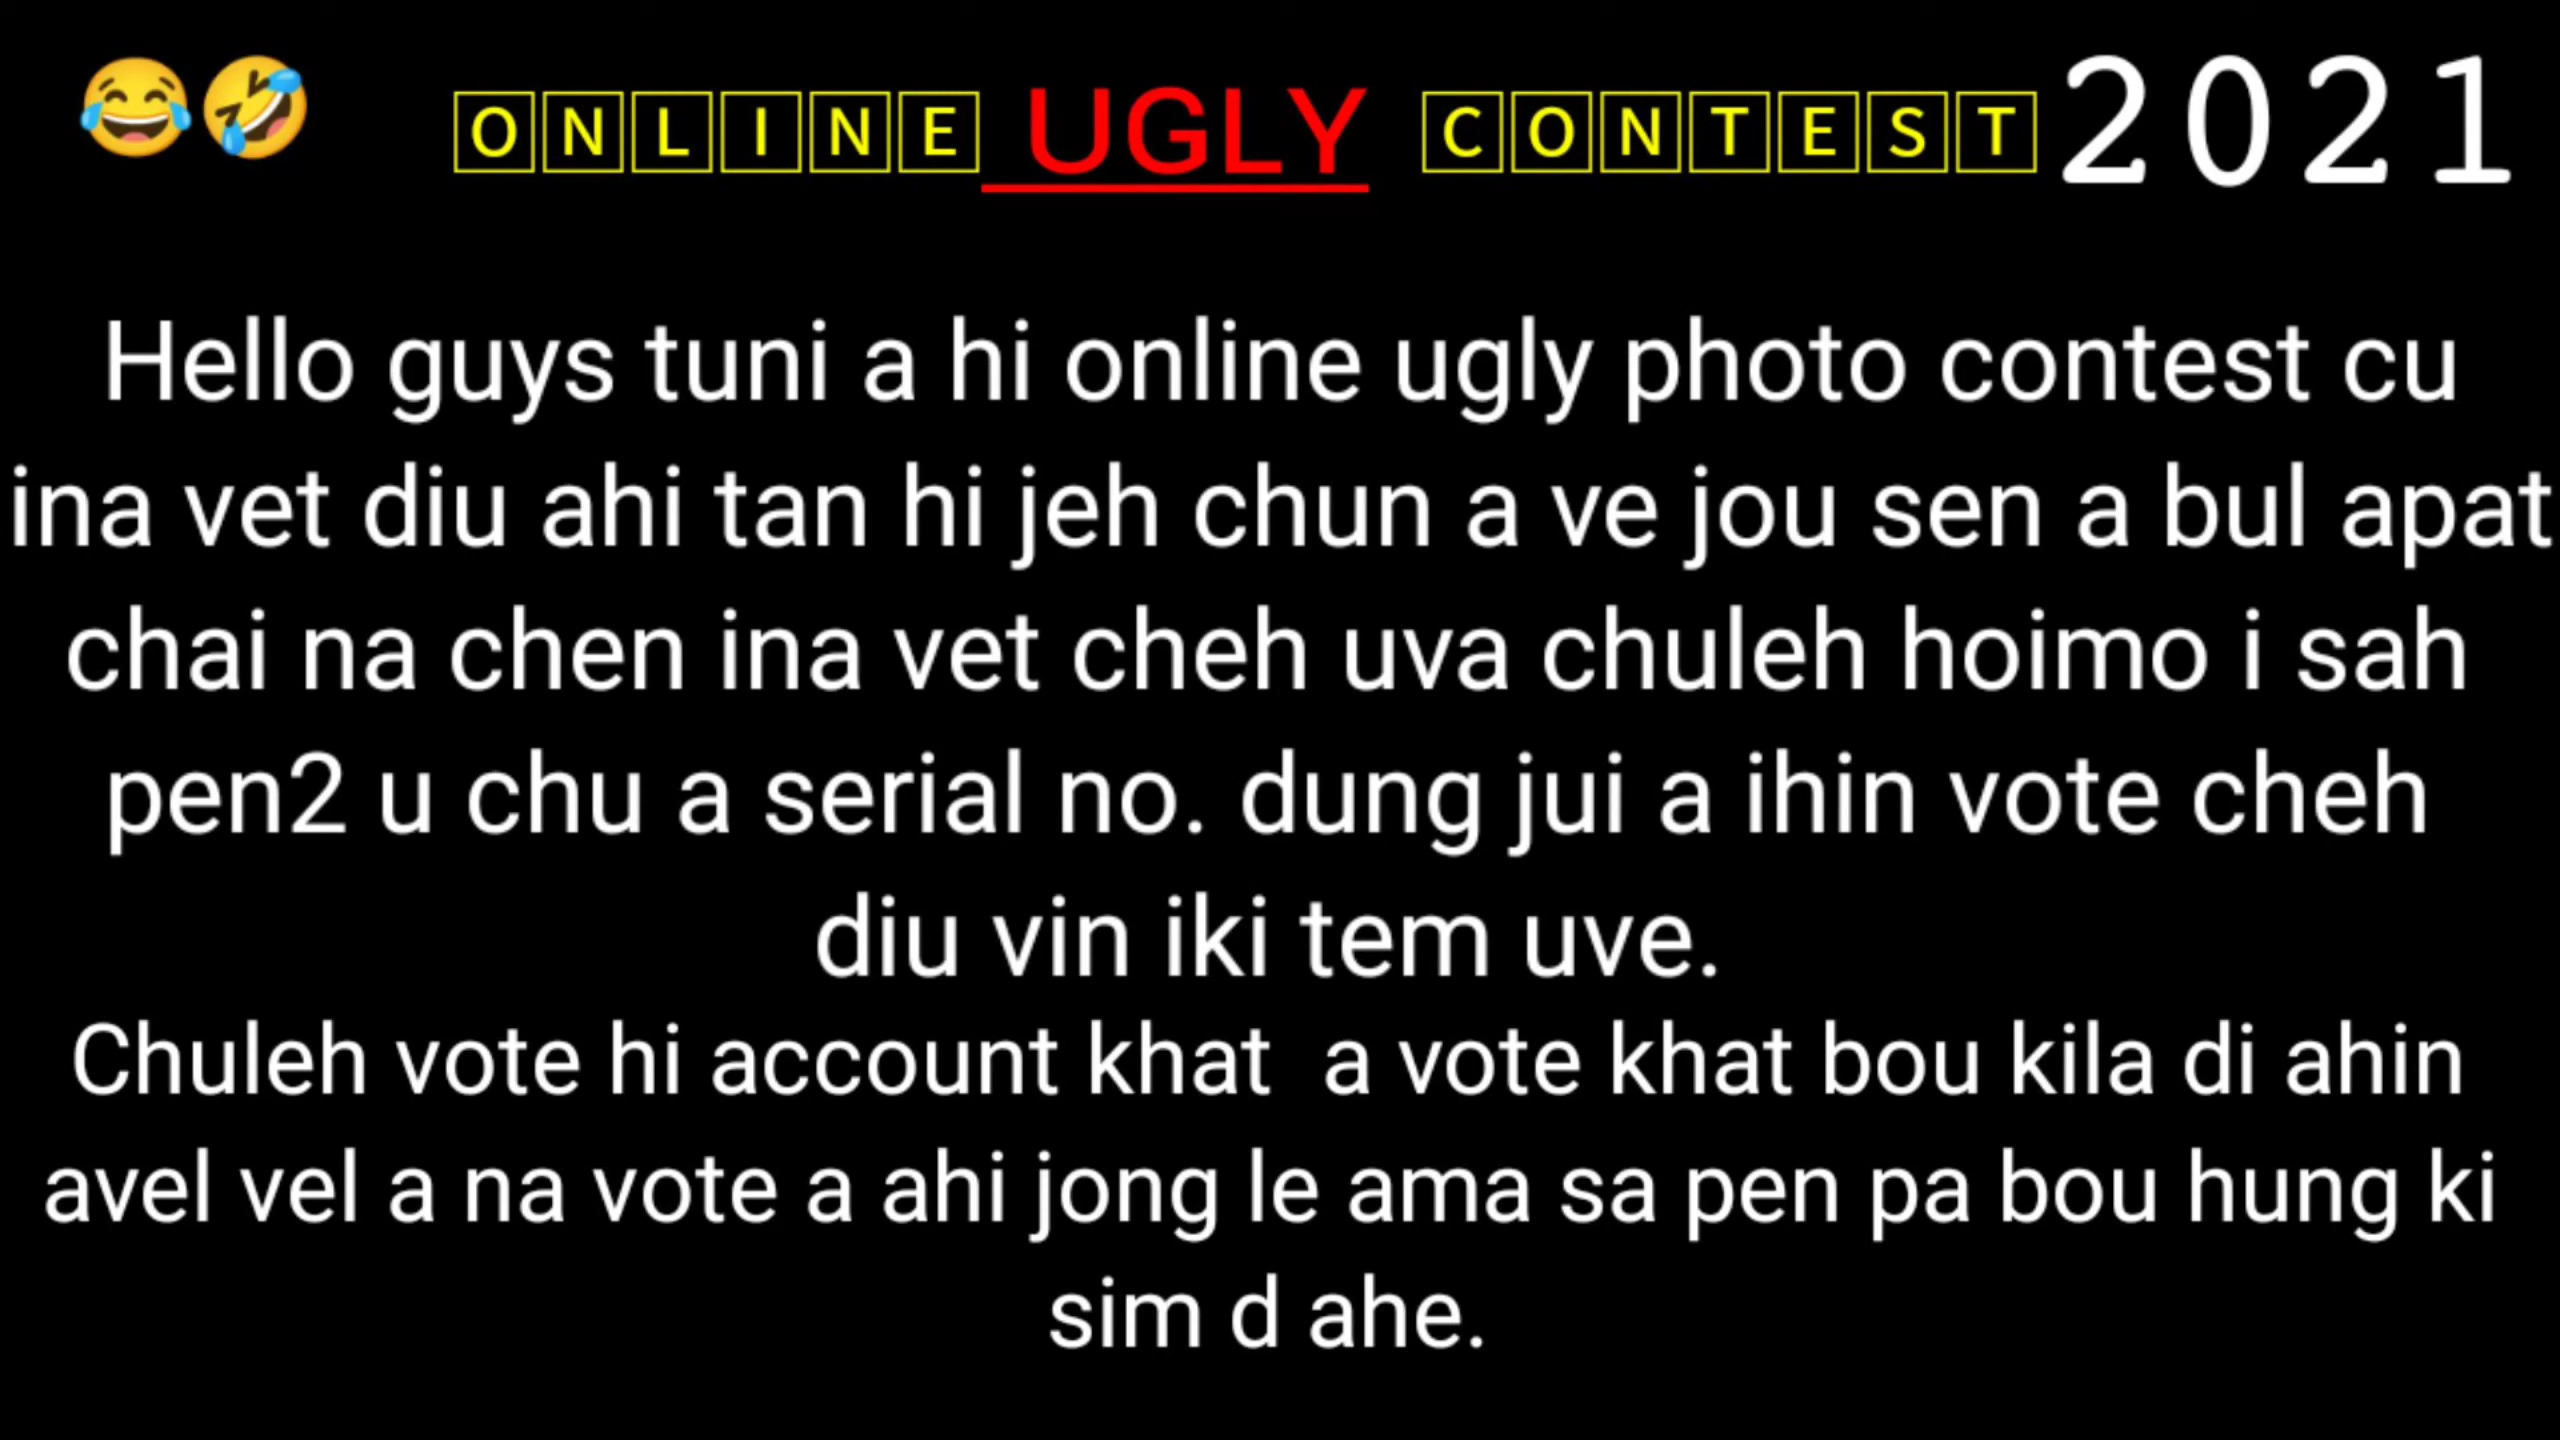 😂🤣 ONLINE UGLY CONTEST 2021
Hello guys tuni a hi online ugly photo contest cu
ina vet diu ahi tan hi jeh chun a ve jou sen a bul apat
chai na chen ina vet cheh uva chuleh hoimo i sah
pen2 u chu a serial no. dung jui a ihin vote cheh
diu vin iki tem uve.
Chuleh vote hi account khat a vote khat bou kila di ahin
avel vel a na vote a ahi jong le ama sa pen pa bou hung ki
sim d ahe.